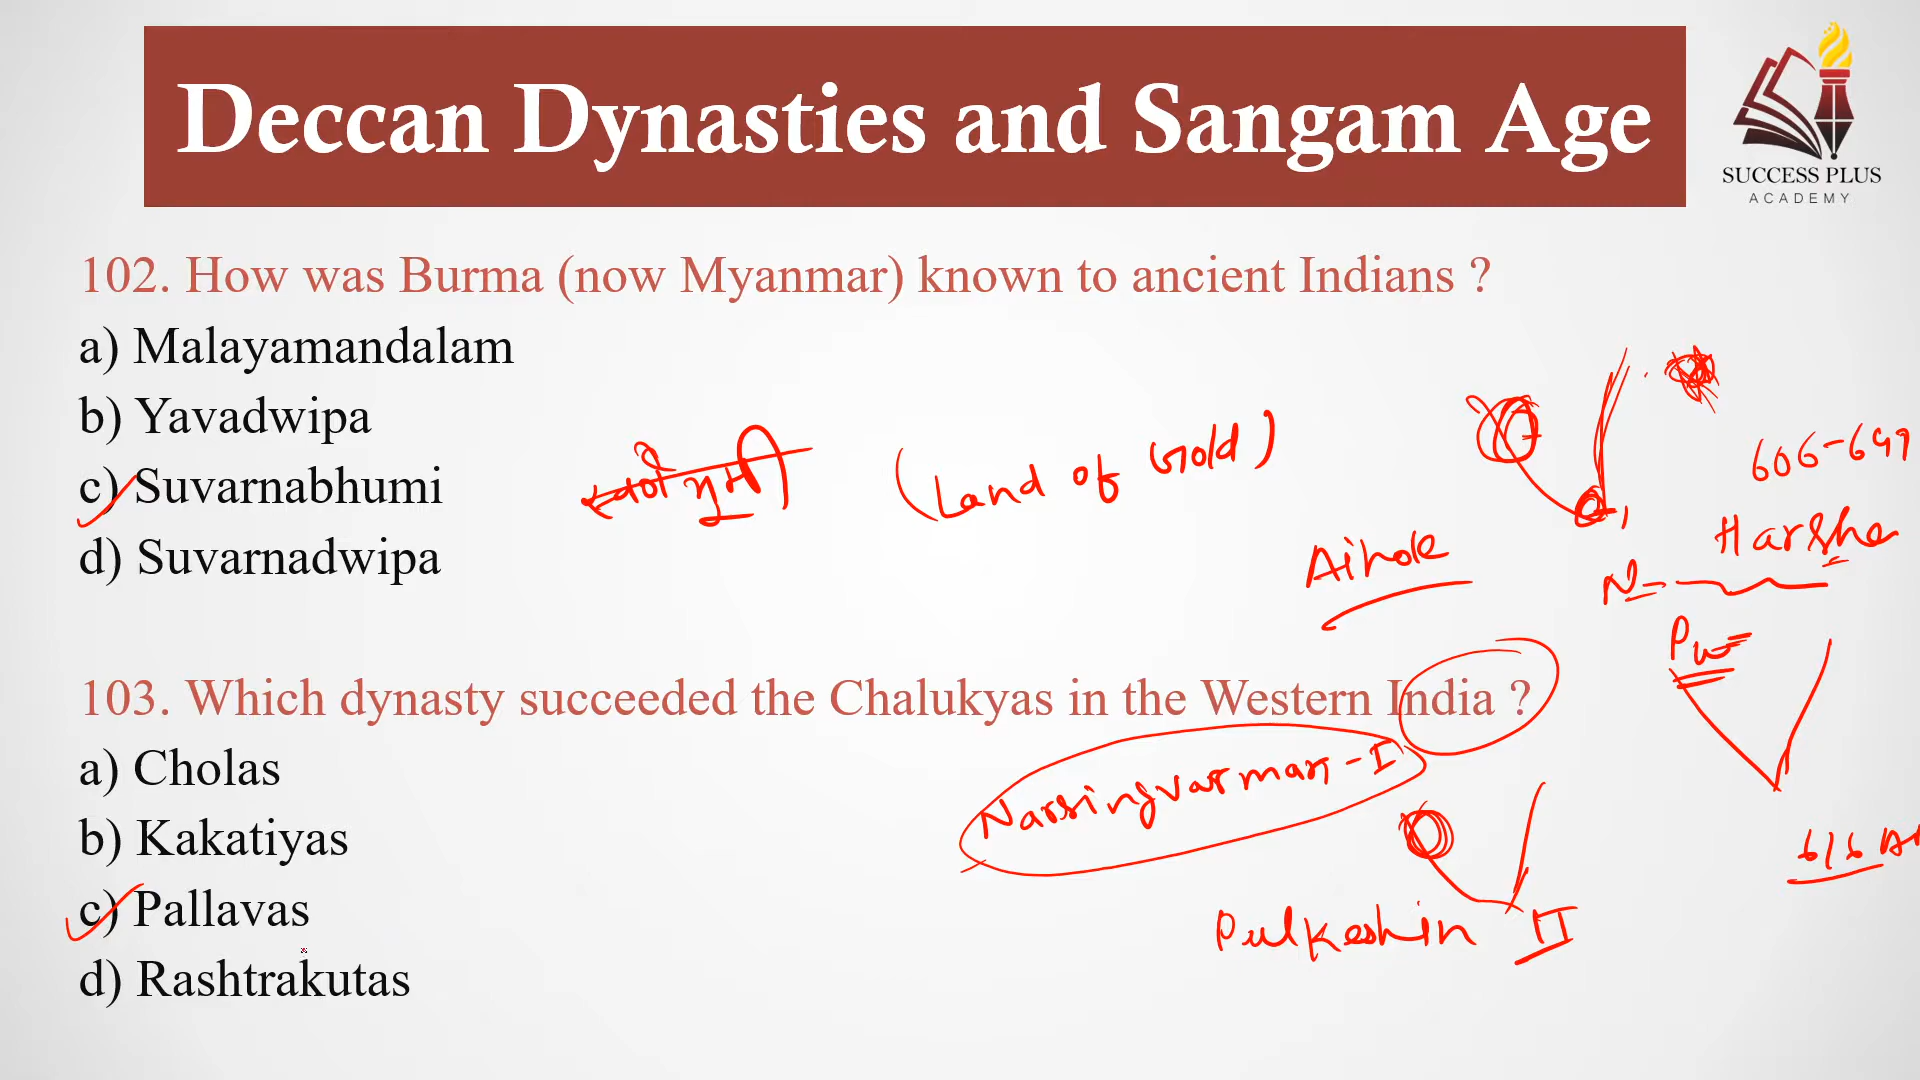 Deccan Dynasties and Sangam Age
SUCCESS PLUS
ACADEMY
102. How was Burma (now Myanmar) known to ancient Indians ?
a) Malayamandalam
b) Yavadwipa
c) Suvarnabhumi
d) Suvarnadwipa
(Land of Gold)
606-647
Harsha
Aihole
N-
103. Which dynasty succeeded the Chalukyas in the Western India ?
a) Cholas
b) Kakatiyas
c) Pallavas
d) Rashtrakutas
Narsingvarman-I
Pulkeshin II